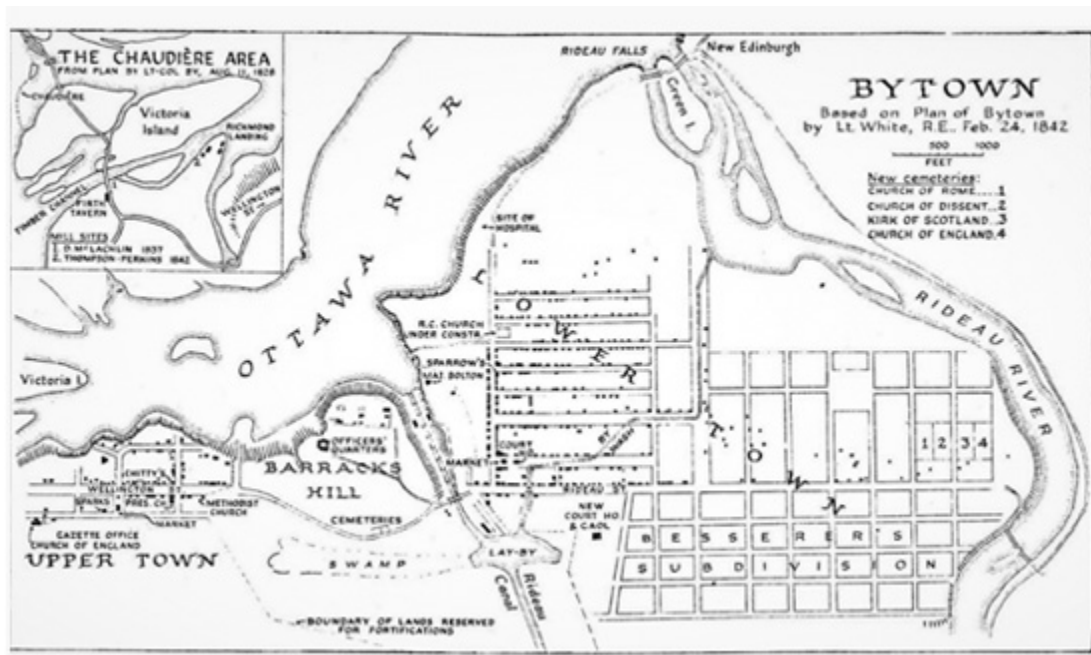 THE CHAUDIÈRE AREA
FROM PLAN BY LT-COL BY, AUG. 11, 1828
CHAUDIÈRE
Victoria
Island
RICHMOND
LANDING
TIMBER CHANNEL
FIRTH
TAVERN
WELLINGTON
ST
MILL SITES
1. D. McLACHLIN 1837
2. THOMPSON-PERKINS 1842
RIDEAU FALLS
New Edinburgh
Green I.
BYTOWN
Based on Plan of Bytown
by Lt. White, R.E., Feb. 24, 1842
500 1000
FEET
New cemeteries:
CHURCH OF ROME....1
CHURCH OF DISSENT..2
KIRK OF SCOTLAND..3
CHURCH OF ENGLAND.4
OTTAWA RIVER
SITE OF
HOSPITAL
LOWER TOWN
R.C. CHURCH
UNDER CONSTR.
SPARROW'S
MAJ. BOLTON
RIDEAU RIVER
Victoria I.
OFFICERS'
QUARTERS
BARRACKS
HILL
COURT
MARKET
BY WASH
RIDEAU ST
1 2 3 4
CHITTY'S
WELLINGTON
SPARKS
PRES. CH.
METHODIST
CHURCH
MARKET
CEMETERIES
NEW
COURT HO.
& GAOL
GAZETTE OFFICE
CHURCH OF ENGLAND
UPPER TOWN
SWAMP
LAY-BY
BESSERER'S
SUBDIVISION
Rideau
Canal
BOUNDARY OF LANDS RESERVED
FOR FORTIFICATIONS